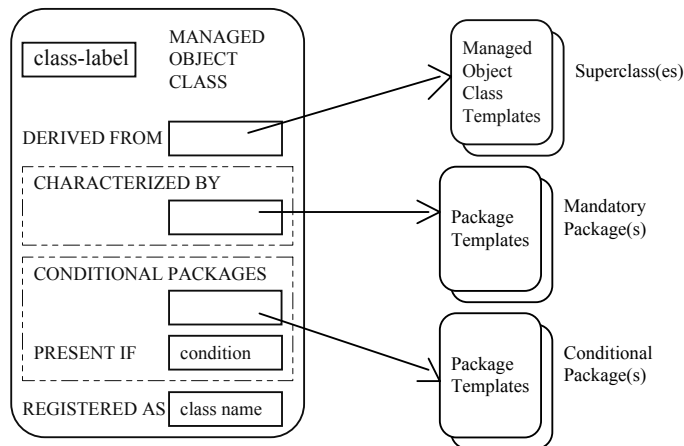 class-label
MANAGED
OBJECT
CLASS
DERIVED FROM
CHARACTERIZED BY
CONDITIONAL PACKAGES
PRESENT IF
condition
REGISTERED AS
class name
Managed
Object
Class
Templates
Superclass(es)
Package
Templates
Mandatory
Package(s)
Package
Templates
Conditional
Package(s)